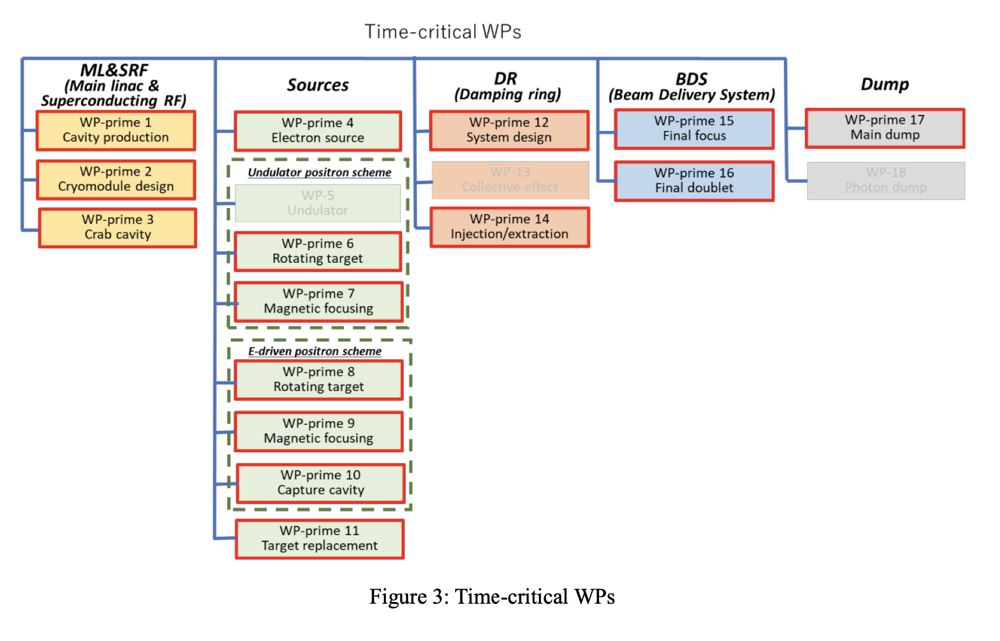 Time-critical WPs
ML&SRF
(Main linac &
Superconducting RF)
WP-prime 1
Cavity production
WP-prime 2
Cryomodule design
WP-prime 3
Crab cavity
Sources
WP-prime 4
Electron source
Undulator positron scheme
WP-5
Undulator
WP-prime 6
Rotating target
WP-prime 7
Magnetic focusing
E-driven positron scheme
WP-prime 8
Rotating target
WP-prime 9
Magnetic focusing
WP-prime 10
Capture cavity
WP-prime 11
Target replacement
DR
(Damping ring)
WP-prime 12
System design
WP-13
Collective effect
WP-prime 14
Injection/extraction
BDS
(Beam Delivery System)
WP-prime 15
Final focus
WP-prime 16
Final doublet
Dump
WP-prime 17
Main dump
WP-18
Photon dump
Figure 3: Time-critical WPs